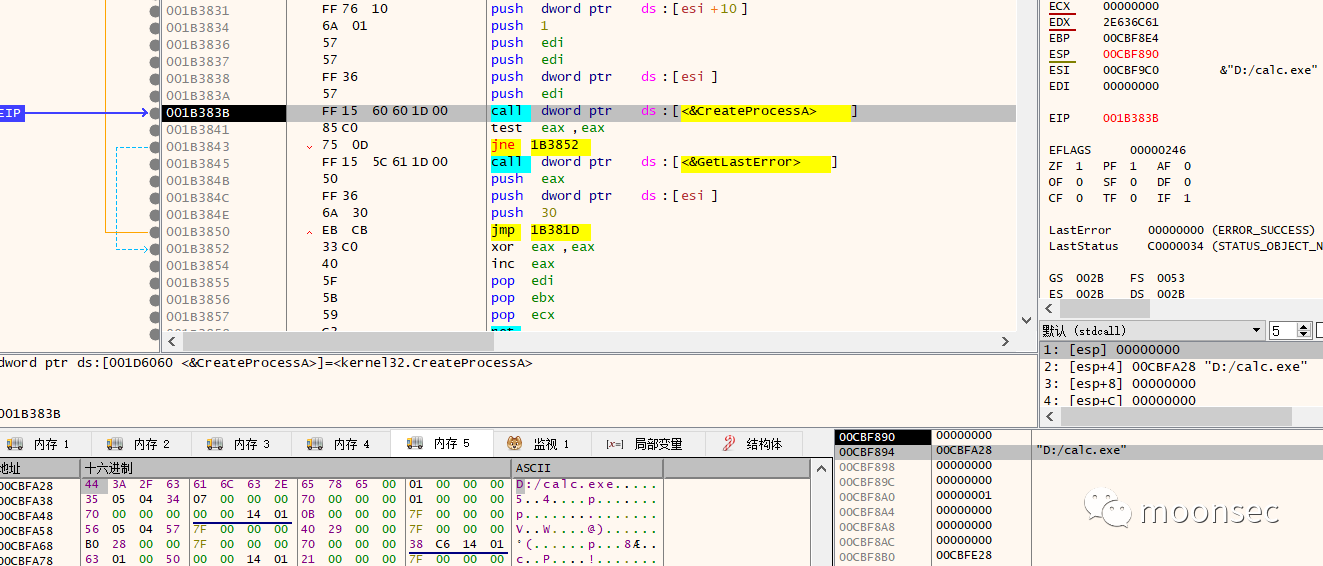 001B3831 FF 76 10 push dword ptr ds:[esi+10]
001B3834 6A 01 push 1
001B3836 57 push edi
001B3837 57 push edi
001B3838 FF 36 push dword ptr ds:[esi]
001B383A 57 push edi
EIP 001B383B FF 15 60 60 1D 00 call dword ptr ds:[<&CreateProcessA>]
001B3841 85 C0 test eax,eax
001B3843 75 0D jne 1B3852
001B3845 FF 15 5C 61 1D 00 call dword ptr ds:[<&GetLastError>]
001B384B 50 push eax
001B384C FF 36 push dword ptr ds:[esi]
001B384E 6A 30 push 30
001B3850 EB CB jmp 1B381D
001B3852 33 C0 xor eax,eax
001B3854 40 inc eax
001B3855 5F pop edi
001B3856 5B pop ebx
001B3857 59 pop ecx
ECX 00000000
EDX 2E636C61
EBP 00CBF8E4
ESP 00CBF890
ESI 00CBF9C0 &"D:/calc.exe"
EDI 00000000
EIP 001B383B
EFLAGS 00000246
ZF 1 PF 1 AF 0
OF 0 SF 0 DF 0
CF 0 TF 0 IF 1
LastError 00000000 (ERROR_SUCCESS)
LastStatus C0000034 (STATUS_OBJECT_N
GS 002B FS 0053
ES 002B DS 002B
默认 (stdcall) 5
1: [esp] 00000000
2: [esp+4] 00CBFA28 "D:/calc.exe"
3: [esp+8] 00000000
4: [esp+C] 00000000
dword ptr ds:[001D6060 <&CreateProcessA>]=<kernel32.CreateProcessA>
001B383B
内存 1 内存 2 内存 3 内存 4 内存 5 监视 1 [x=] 局部变量 结构体
地址 十六进制 ASCII
00CBFA28 44 3A 2F 63 61 6C 63 2E 65 78 65 00 01 00 00 00 D:/calc.exe.....
00CBFA38 35 05 04 34 07 00 00 00 70 00 00 00 01 00 00 00 5..4....p.......
00CBFA48 70 00 00 00 00 00 14 01 0B 00 00 00 7F 00 00 00 p...............
00CBFA58 56 05 04 57 7F 00 00 00 40 29 00 00 7F 00 00 00 V..W....@)......
00CBFA68 B0 28 00 00 7F 00 00 00 70 00 00 00 38 C6 14 01 °(......p...8Æ..
00CBFA78 63 01 00 50 00 00 14 01 21 00 00 00 7F 00 00 00 c..P....!.......
00CBF890 00000000
00CBF894 00CBFA28 "D:/calc.exe"
00CBF898 00000000
00CBF89C 00000000
00CBF8A0 00000001
00CBF8A4 00000000
00CBF8A8 00000000
00CBF8AC 00000000
00CBF8B0 00CBFE28
moonsec